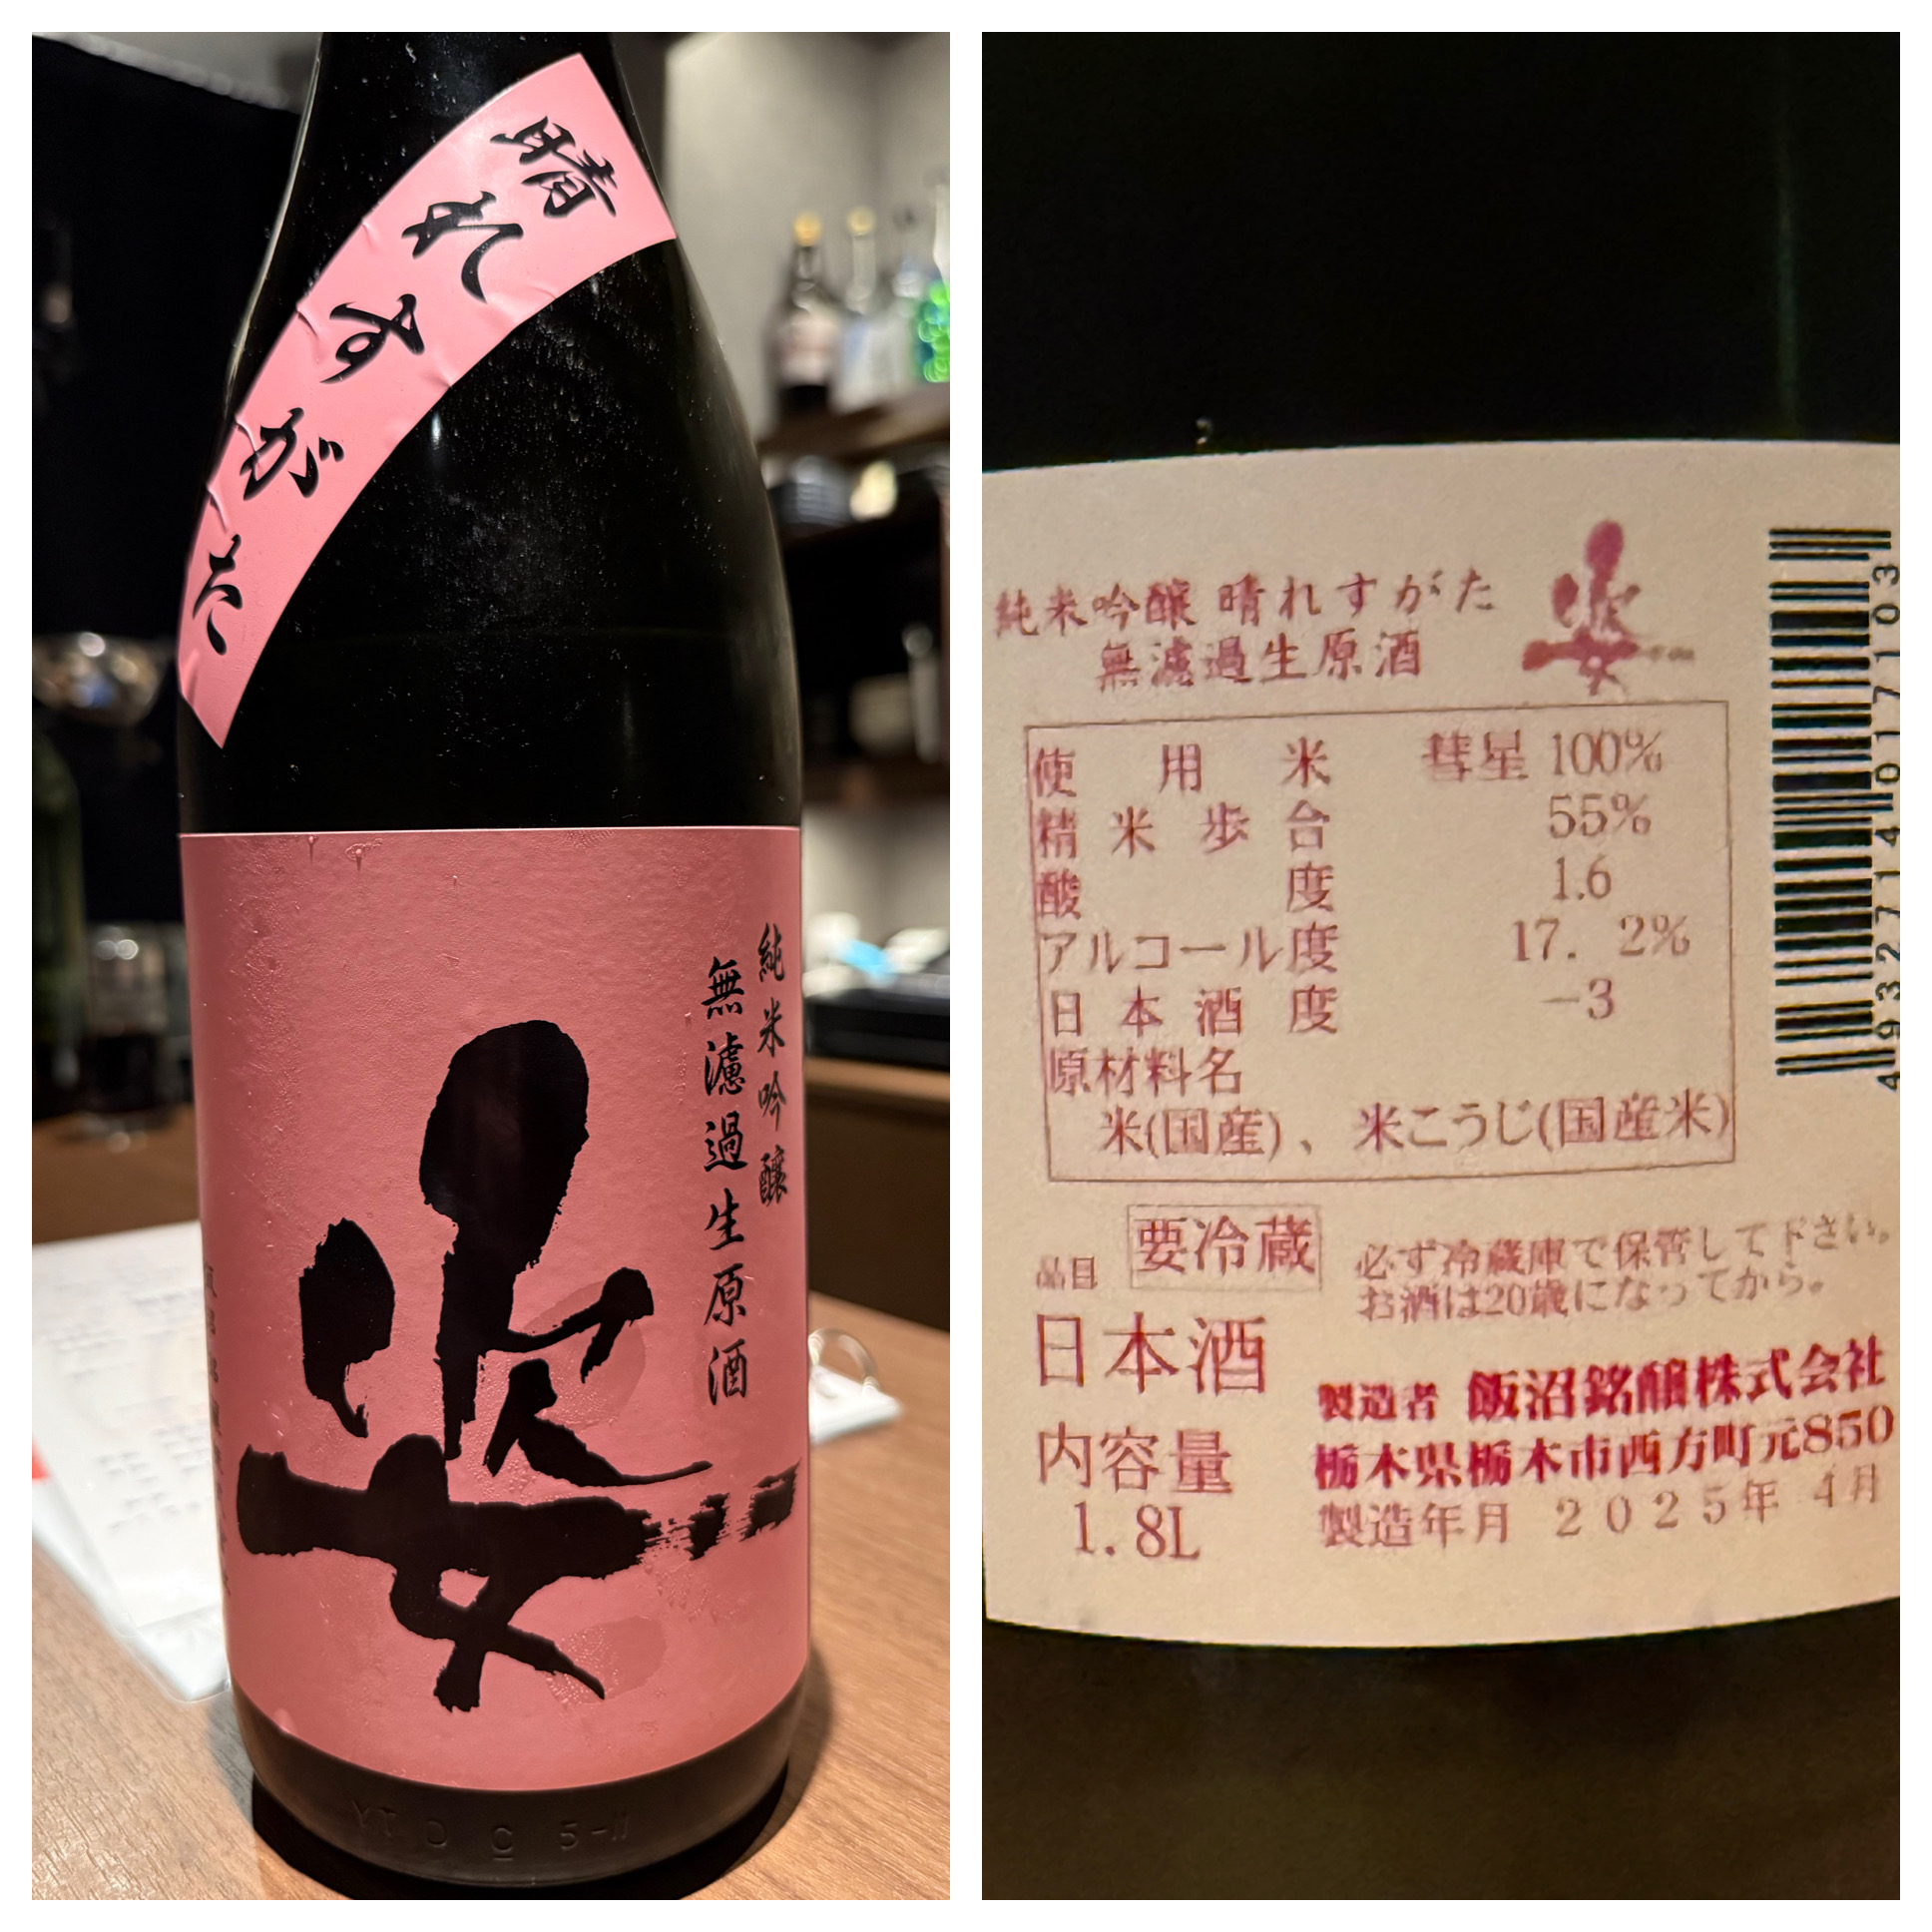 晴れすがた
純米吟醸
無濾過生原酒
姿
YT D C 5-11
純米吟醸 晴れすがた
無濾過生原酒
姿
使用米 彗星 100%
精米歩合 55%
酸度 1.6
アルコール度 17. 2%
日本酒度 -3
原材料名
米(国産)、米こうじ(国産米)
要冷蔵
必ず冷蔵庫で保管して下さい。
お酒は20歳になってから。
品目
日本酒
内容量
1.8L
製造者 飯沼銘醸株式会社
栃木県栃木市西方町元850
製造年月 2025年 4月
4932714017103